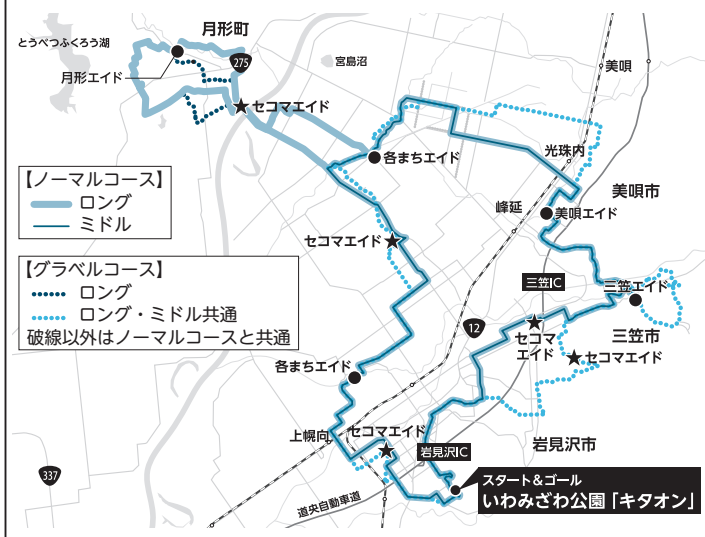 月形町
とうべつふくろう湖
275
宮島沼
月形エイド
美唄
セコマエイド
各まちエイド
光珠内
【ノーマルコース】
ロング
ミドル
美唄市
峰延
美唄エイド
セコマエイド
【グラベルコース】
ロング
ロング・ミドル共通
破線以外はノーマルコースと共通
三笠IC
三笠エイド
12
三笠市
セコマ
エイド
セコマエイド
各まちエイド
上幌向
セコマエイド
岩見沢市
岩見沢IC
337
スタート&ゴール
いわみざわ公園「キタオン」
道央自動車道